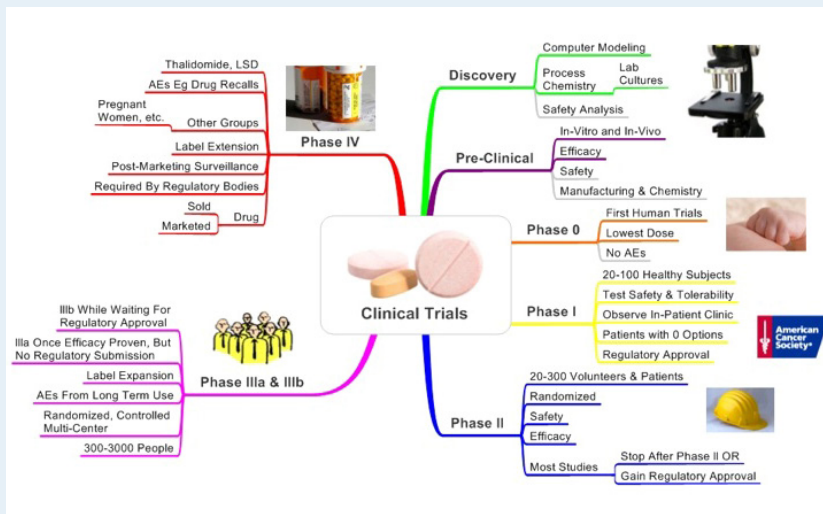 Clinical Trials
Discovery
Computer Modeling
Process
Chemistry
Lab
Cultures
Safety Analysis
Pre-Clinical
In-Vitro and In-Vivo
Efficacy
Safety
Manufacturing & Chemistry
Phase 0
First Human Trials
Lowest Dose
No AEs
Phase I
20-100 Healthy Subjects
Test Safety & Tolerability
Observe In-Patient Clinic
Patients with 0 Options
Regulatory Approval
American
Cancer
Society®
Phase II
20-300 Volunteers & Patients
Randomized
Safety
Efficacy
Most Studies
Stop After Phase II OR
Gain Regulatory Approval
Phase IIIa & IIIb
IIIb While Waiting For
Regulatory Approval
IIIa Once Efficacy Proven, But
No Regulatory Submission
Label Expansion
AEs From Long Term Use
Randomized, Controlled
Multi-Center
300-3000 People
Phase IV
Thalidomide, LSD
AEs Eg Drug Recalls
Pregnant
Women, etc.
Other Groups
Label Extension
Post-Marketing Surveillance
Required By Regulatory Bodies
Sold
Marketed
Drug